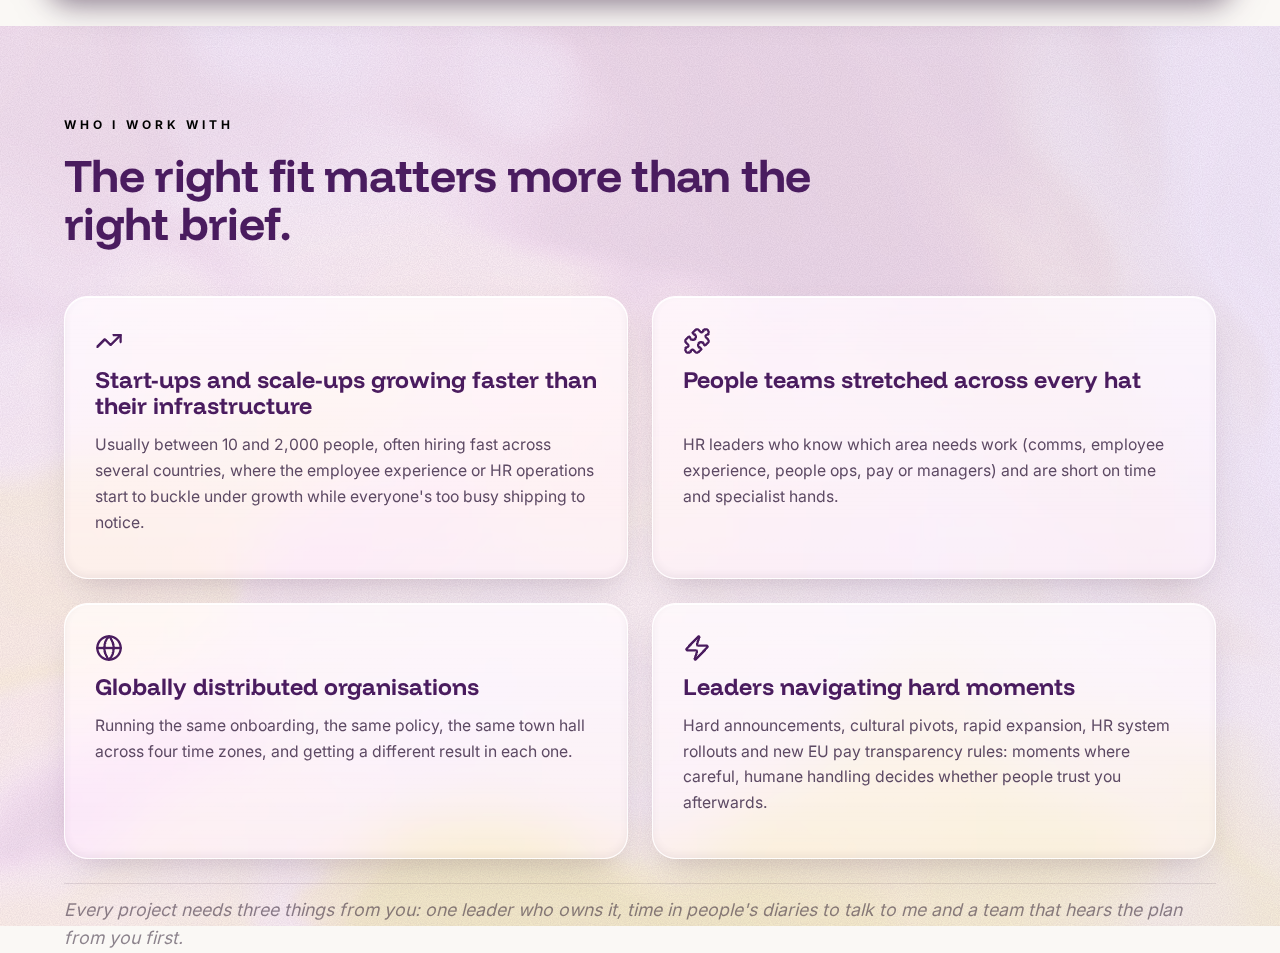 WHO I WORK WITH
The right fit matters more than the
right brief.
Start-ups and scale-ups growing faster than
their infrastructure
Usually between 10 and 2,000 people, often hiring fast across
several countries, where the employee experience or HR operations
start to buckle under growth while everyone's too busy shipping to
notice.
People teams stretched across every hat
HR leaders who know which area needs work (comms, employee
experience, people ops, pay or managers) and are short on time
and specialist hands.
Globally distributed organisations
Running the same onboarding, the same policy, the same town hall
across four time zones, and getting a different result in each one.
Leaders navigating hard moments
Hard announcements, cultural pivots, rapid expansion, HR system
rollouts and new EU pay transparency rules: moments where
careful, humane handling decides whether people trust you
afterwards.
Every project needs three things from you: one leader who owns it, time in people's diaries to talk to me and a team that hears the plan
from you first.